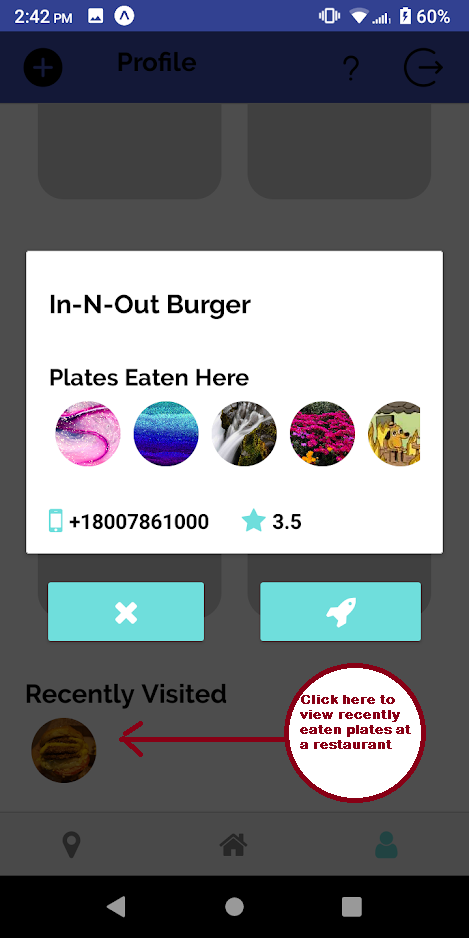 2:42 PM 60%
Profile
In-N-Out Burger
Plates Eaten Here
+18007861000 3.5
Recently Visited
Click here to
view recently
eaten plates at
a restaurant